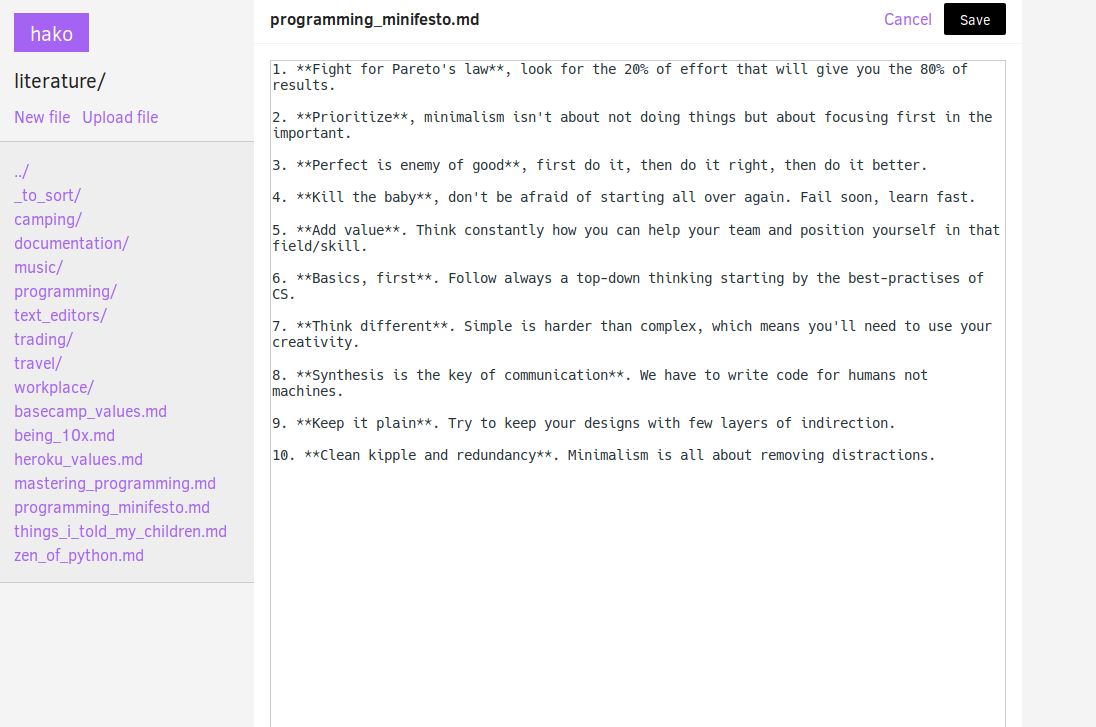 hako
literature/
New file Upload file
../
_to_sort/
camping/
documentation/
music/
programming/
text_editors/
trading/
travel/
workplace/
basecamp_values.md
being_10x.md
heroku_values.md
mastering_programming.md
programming_minifesto.md
things_i_told_my_children.md
zen_of_python.md
programming_minifesto.md
Cancel Save
1. **Fight for Pareto's law**, look for the 20% of effort that will give you the 80% of
results.
2. **Prioritize**, minimalism isn't about not doing things but about focusing first in the
important.
3. **Perfect is enemy of good**, first do it, then do it right, then do it better.
4. **Kill the baby**, don't be afraid of starting all over again. Fail soon, learn fast.
5. **Add value**. Think constantly how you can help your team and position yourself in that
field/skill.
6. **Basics, first**. Follow always a top-down thinking starting by the best-practises of
CS.
7. **Think different**. Simple is harder than complex, which means you'll need to use your
creativity.
8. **Synthesis is the key of communication**. We have to write code for humans not
machines.
9. **Keep it plain**. Try to keep your designs with few layers of indirection.
10. **Clean kipple and redundancy**. Minimalism is all about removing distractions.